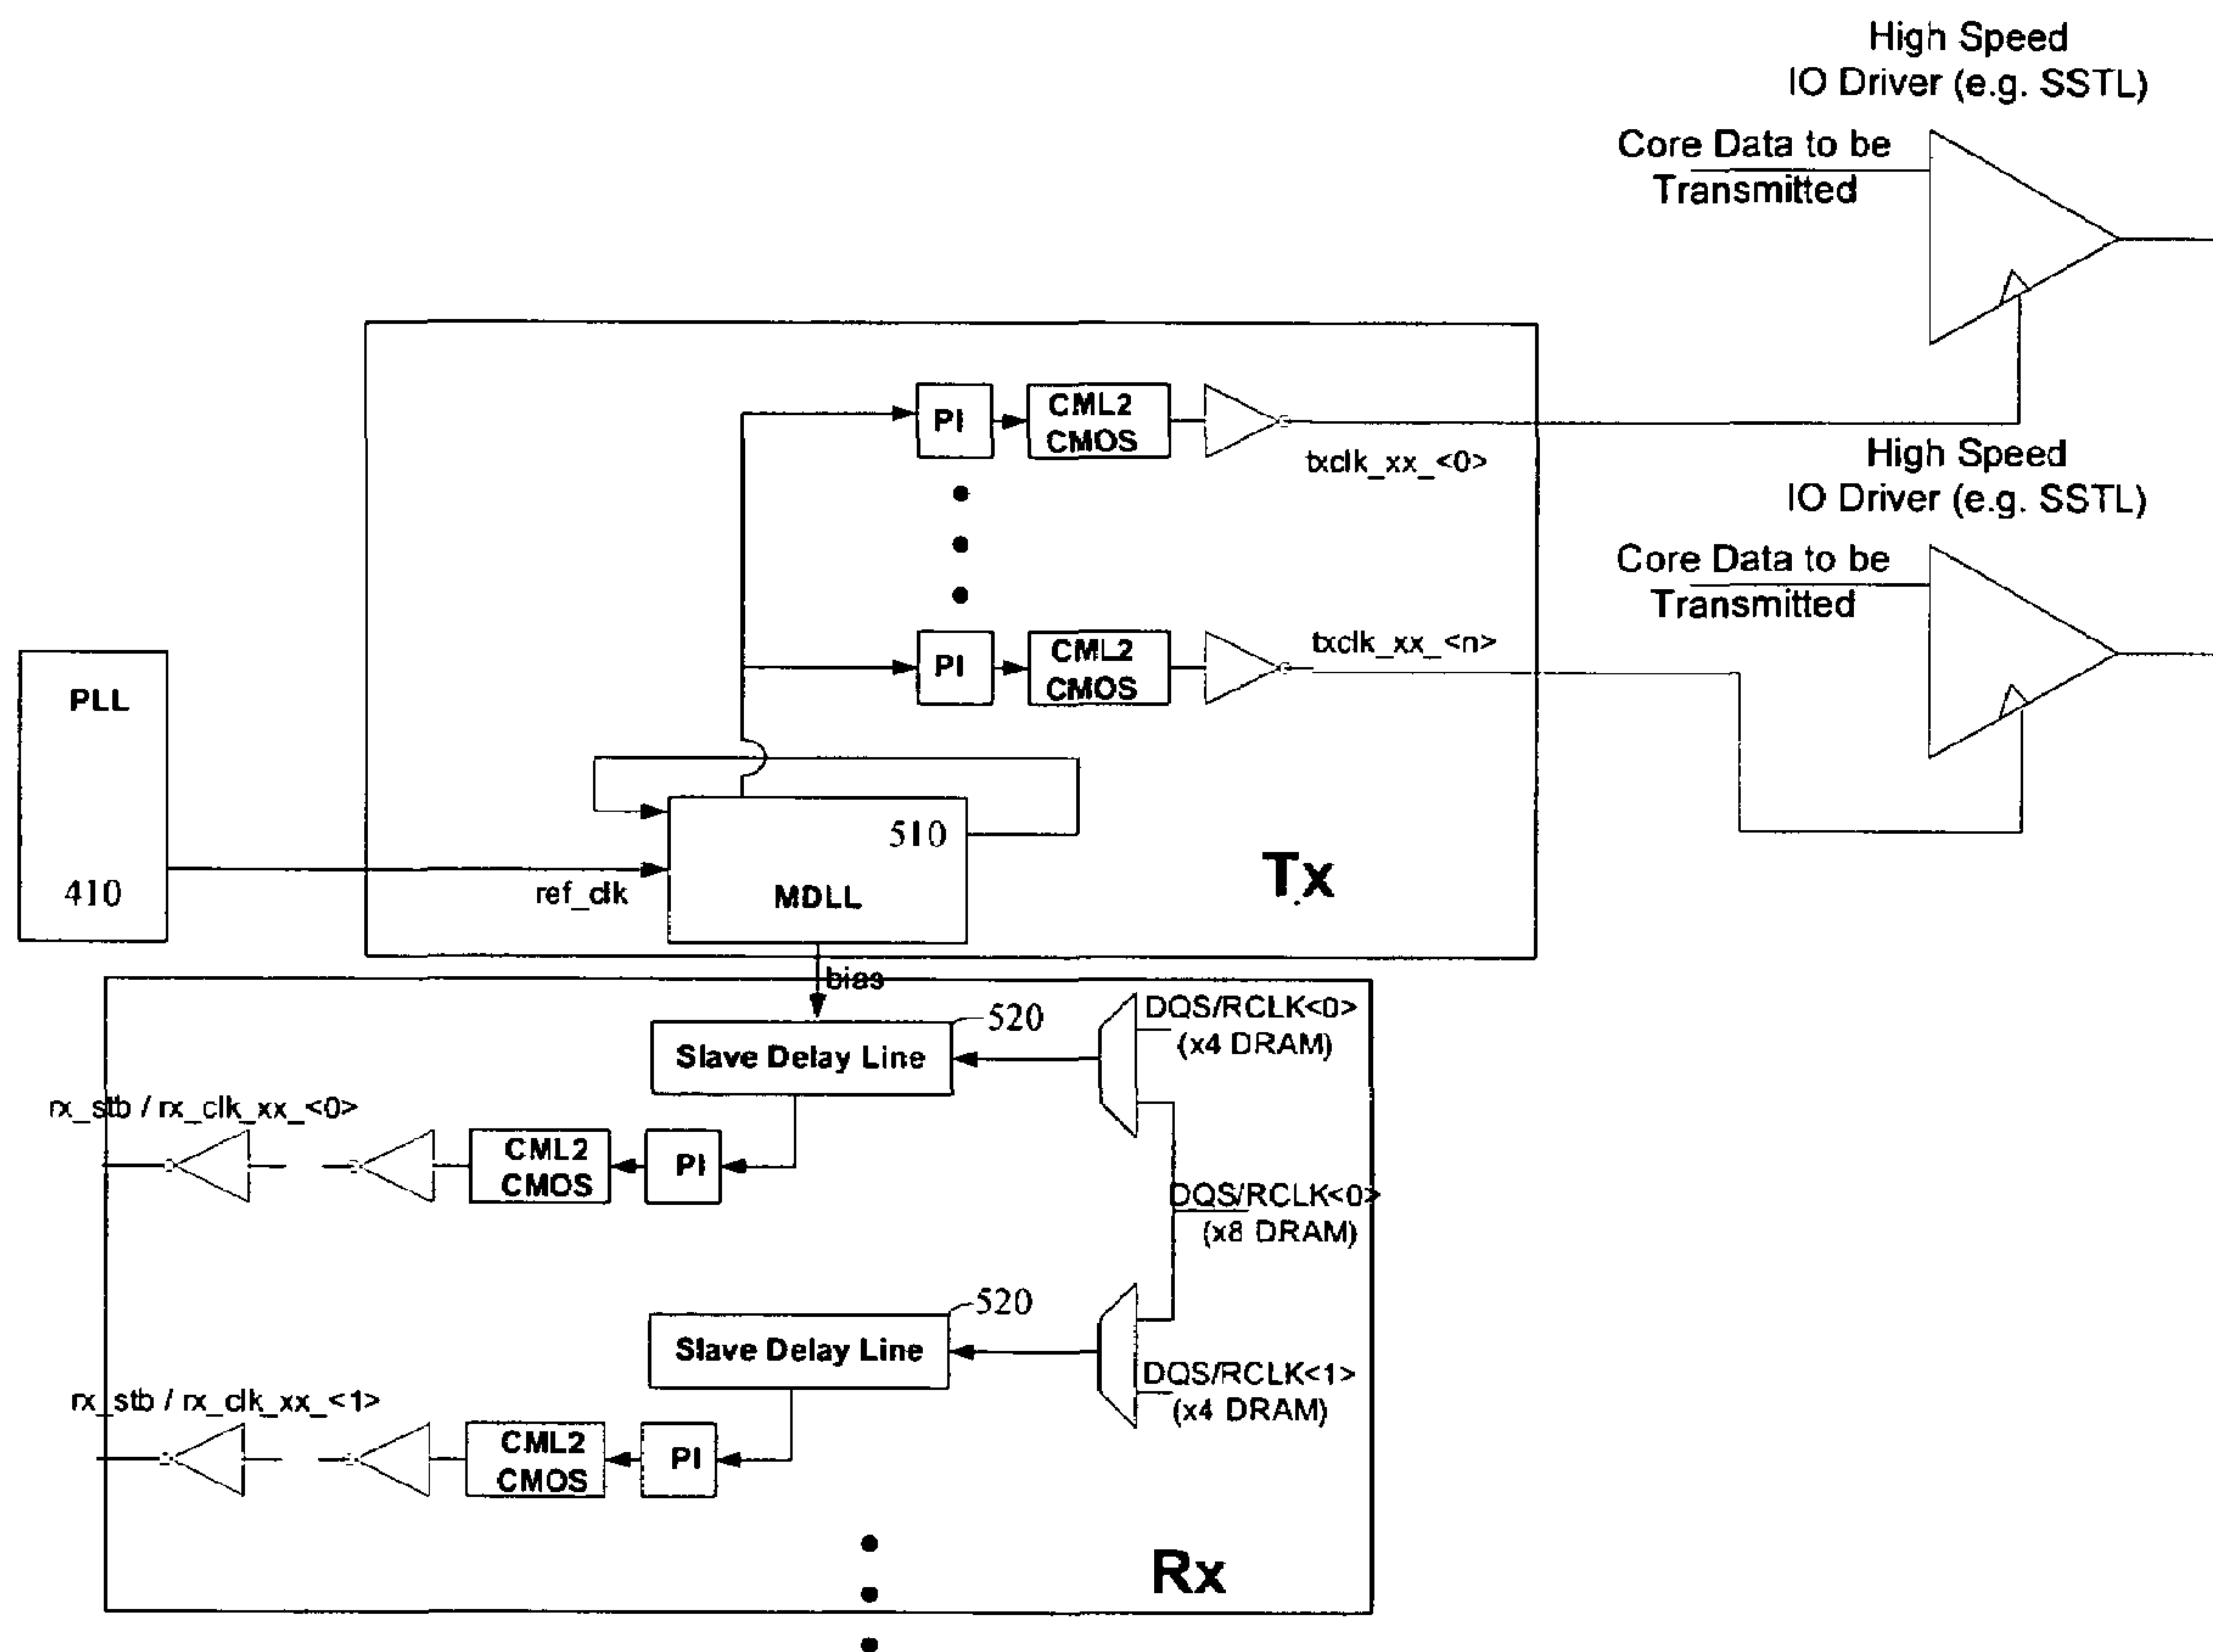 High Speed
IO Driver (e.g. SSTL)
Core Data to be
Transmitted
PI
CML2
CMOS
txclk_xx_<0>
High Speed
IO Driver (e.g. SSTL)
Core Data to be
Transmitted
PI
CML2
CMOS
txclk_xx_<n>
PLL
410
ref_clk
510
MDLL
Tx
bias
520
Slave Delay Line
DQS/RCLK<0>
(x4 DRAM)
rx_stb / rx_clk_xx_<0>
CML2
CMOS
PI
DQS/RCLK<0>
(x8 DRAM)
520
Slave Delay Line
DQS/RCLK<1>
(x4 DRAM)
rx_stb / rx_clk_xx_<1>
CML2
CMOS
PI
Rx